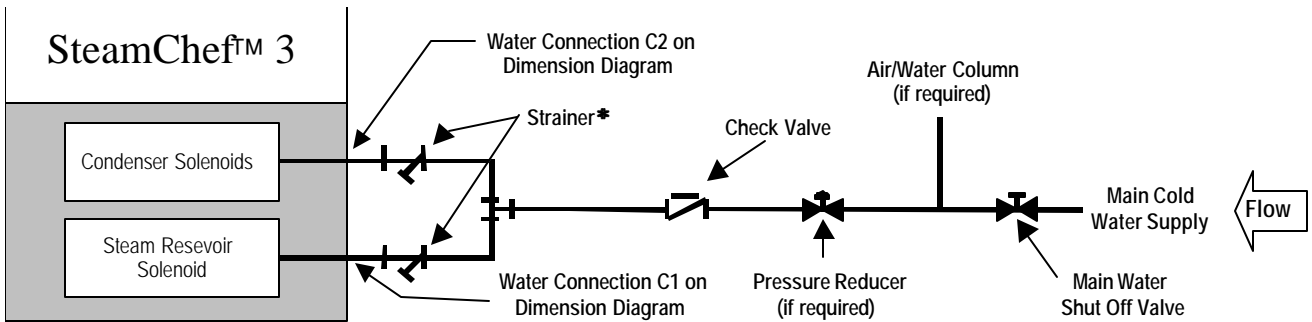 SteamChef™ 3
Water Connection C2 on
Dimension Diagram
Air/Water Column
(if required)
Strainer*
Check Valve
Condenser Solenoids
Main Cold
Water Supply
Flow
Steam Resevoir
Solenoid
Water Connection C1 on
Dimension Diagram
Pressure Reducer
(if required)
Main Water
Shut Off Valve